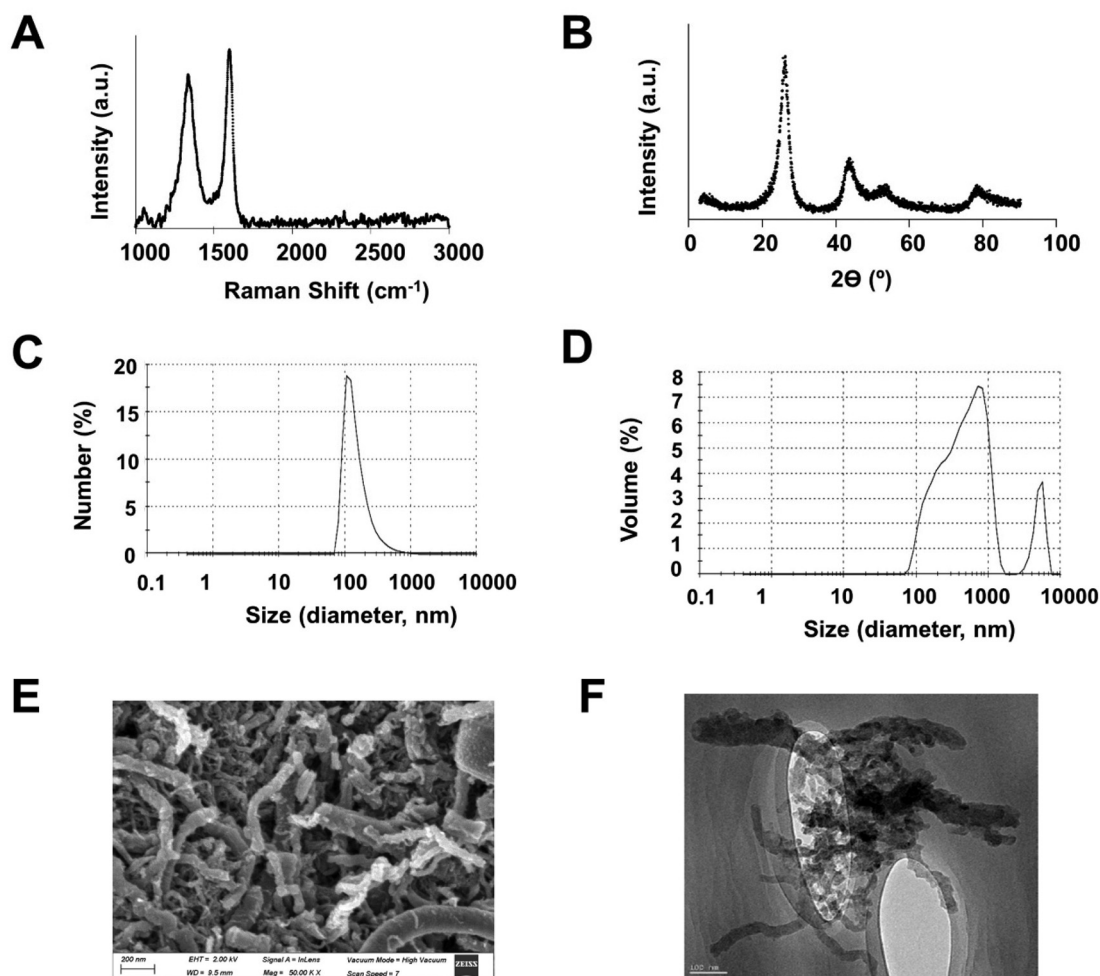 A
Intensity (a.u.)
1000 1500 2000 2500 3000
Raman Shift (cm⁻¹)
B
Intensity (a.u.)
0 20 40 60 80 100
2Ɵ (º)
C
Number (%)
20
15
10
5
0
0.1 1 10 100 1000 10000
Size (diameter, nm)
D
Volume (%)
8
7
6
5
4
3
2
1
0
0.1 1 10 100 1000 10000
Size (diameter, nm)
E
200 nm EHT = 2.00 kV Signal A = InLens Vacuum Mode = High Vacuum
WD = 9.5 mm Mag = 50.00 K X Scan Speed = 7
ZEISS
F
100 nm